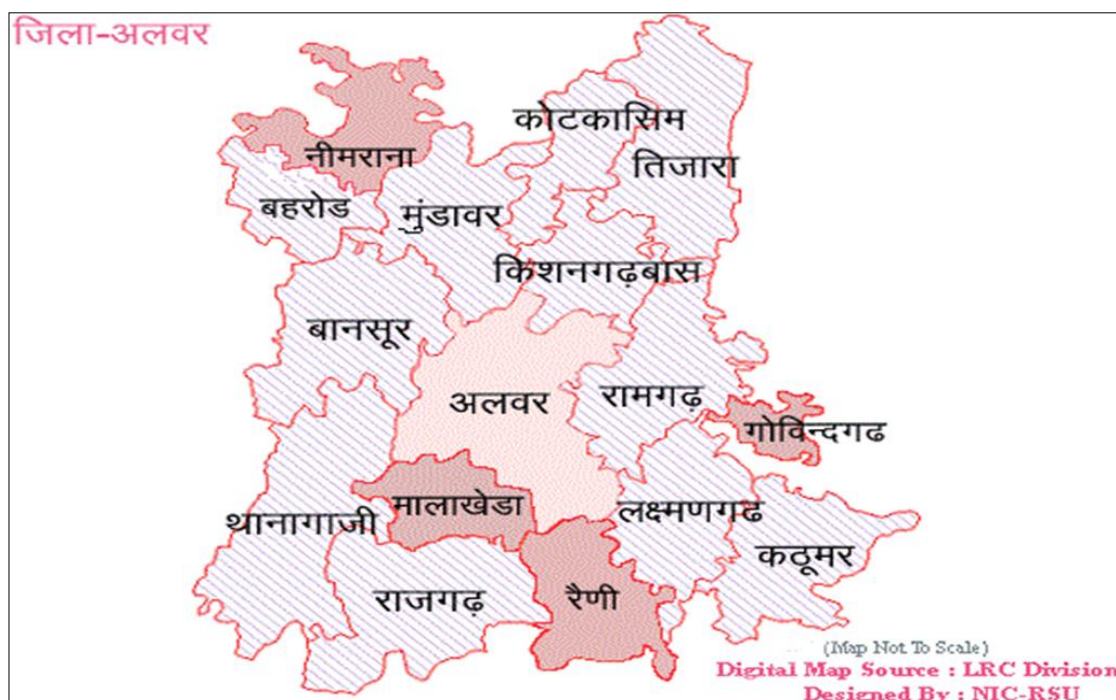 जिला-अलवर
कोटकासिम
नीमराना
तिजारा
बहरोड
मुंडावर
किशनगढ़बास
बानसूर
अलवर
रामगढ़
गोविन्दगढ
मालाखेडा
लक्ष्मणगढ
थानागाजी
कठूमर
राजगढ़
रैणी
(Map Not To Scale)
Digital Map Source : LRC Division
Designed By : NIC-RSU